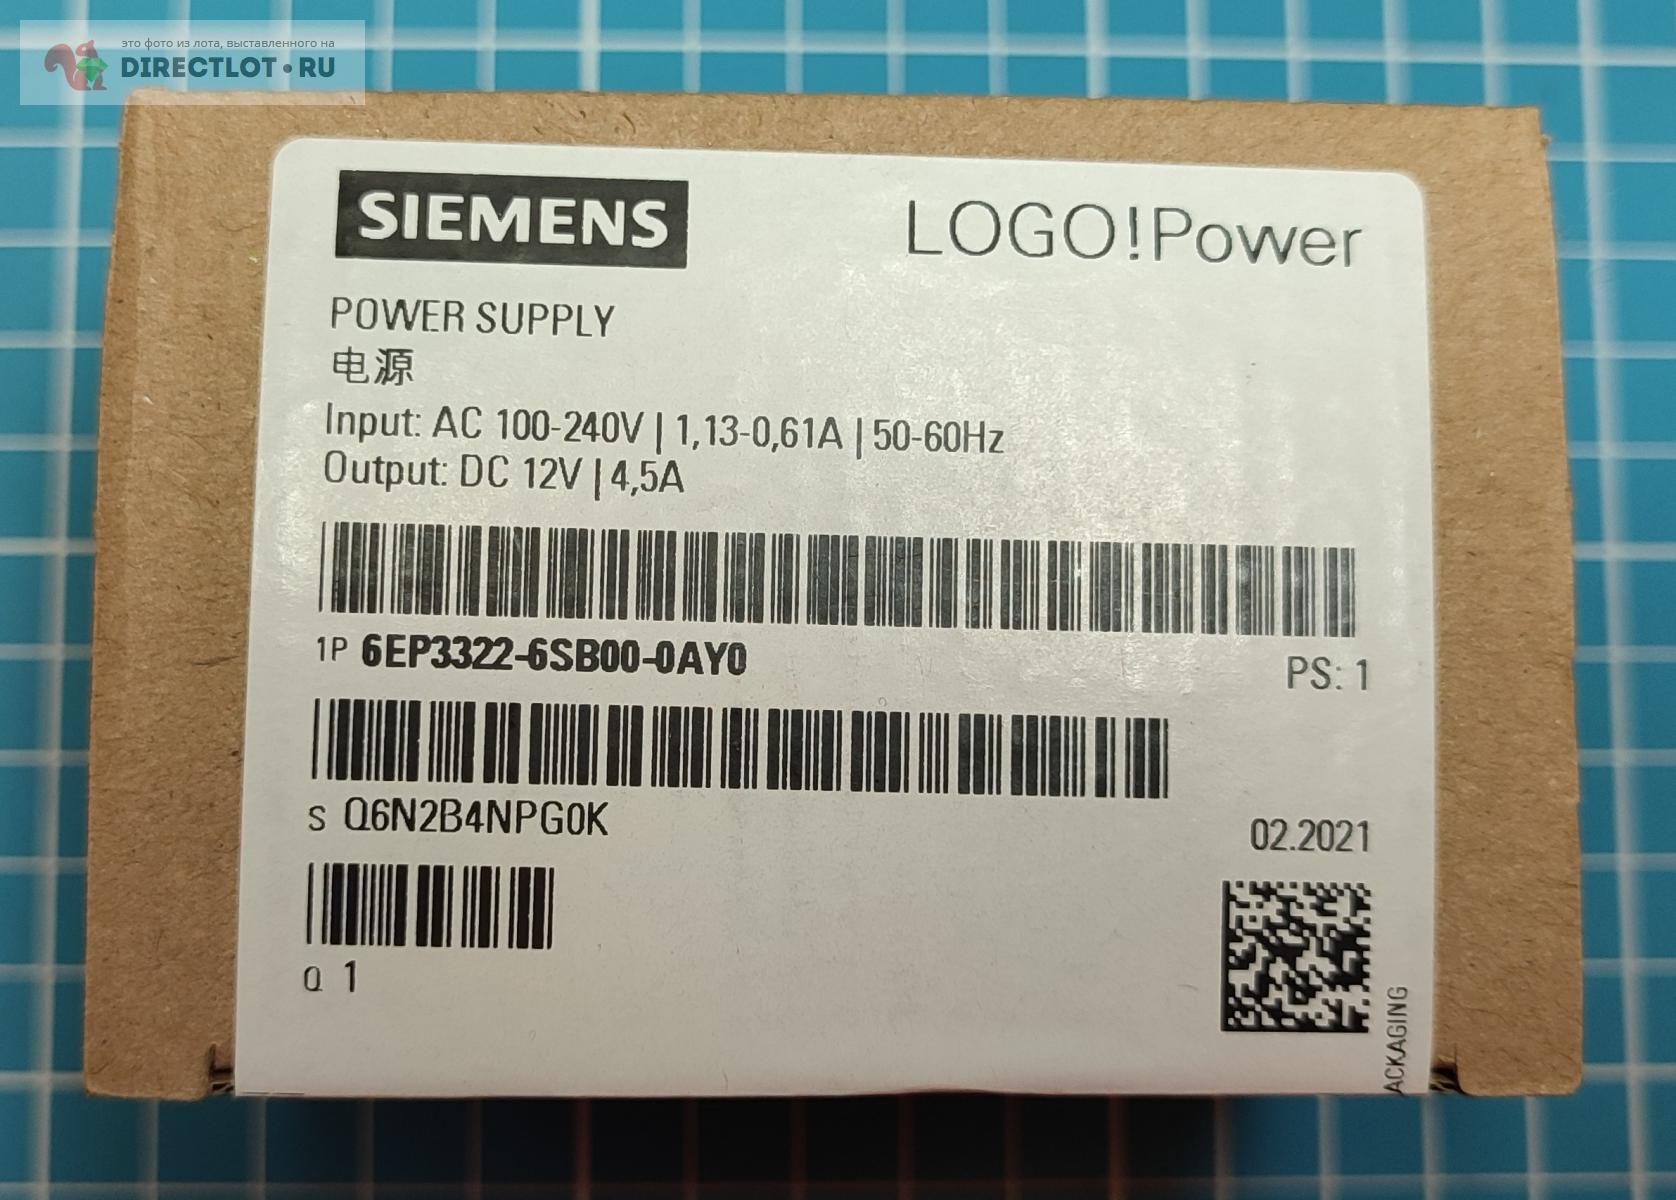 это фото из лота, выставленного на
DIRECTLOT•RU
SIEMENS
LOGO!Power
POWER SUPPLY
电源
Input: AC 100-240V | 1,13-0,61A | 50-60Hz
Output: DC 12V | 4,5A
1P 6EP3322-6SB00-0AY0
PS: 1
S Q6N2B4NPG0K
02.2021
Q 1
ACKAGING